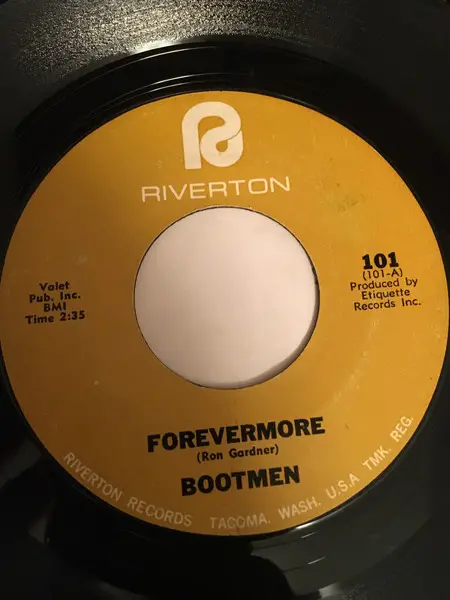 RIVERTON
Valet
Pub. Inc.
BMI
Time 2:35
101
(101-A)
Produced by
Etiquette
Records Inc.
FOREVERMORE
(Ron Gardner)
BOOTMEN
RIVERTON RECORDS TACOMA. WASH. U.S.A TMK. REG.